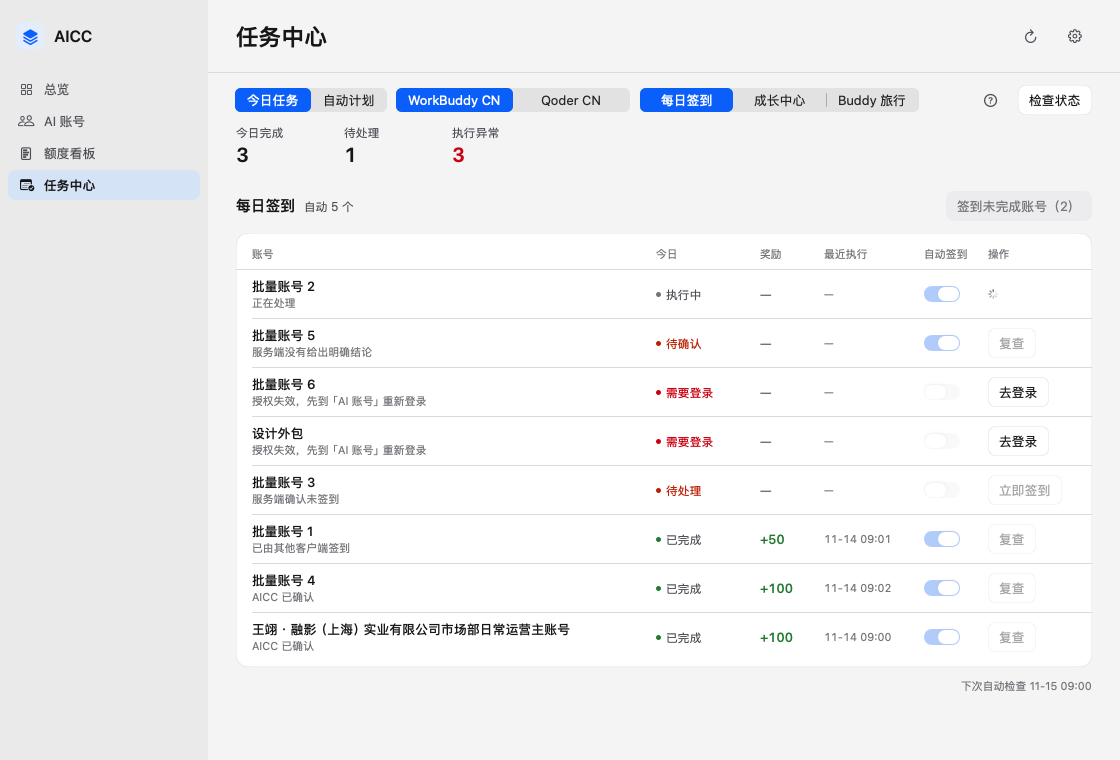 AICC
任务中心
总览
AI 账号
额度看板
任务中心
今日任务 自动计划 WorkBuddy CN Qoder CN 每日签到 成长中心 Buddy 旅行 检查状态
今日完成 待处理 执行异常
3 1 3
每日签到 自动 5 个 签到未完成账号（2）
账号 今日 奖励 最近执行 自动签到 操作
批量账号 2
正在处理
执行中 — —
批量账号 5
服务端没有给出明确结论
待确认 — — 复查
批量账号 6
授权失效，先到「AI 账号」重新登录
需要登录 — — 去登录
设计外包
授权失效，先到「AI 账号」重新登录
需要登录 — — 去登录
批量账号 3
服务端确认未签到
待处理 — — 立即签到
批量账号 1
已由其他客户端签到
已完成 +50 11-14 09:01 复查
批量账号 4
AICC 已确认
已完成 +100 11-14 09:02 复查
王翊 · 融影（上海）实业有限公司市场部日常运营主账号
AICC 已确认
已完成 +100 11-14 09:00 复查
下次自动检查 11-15 09:00